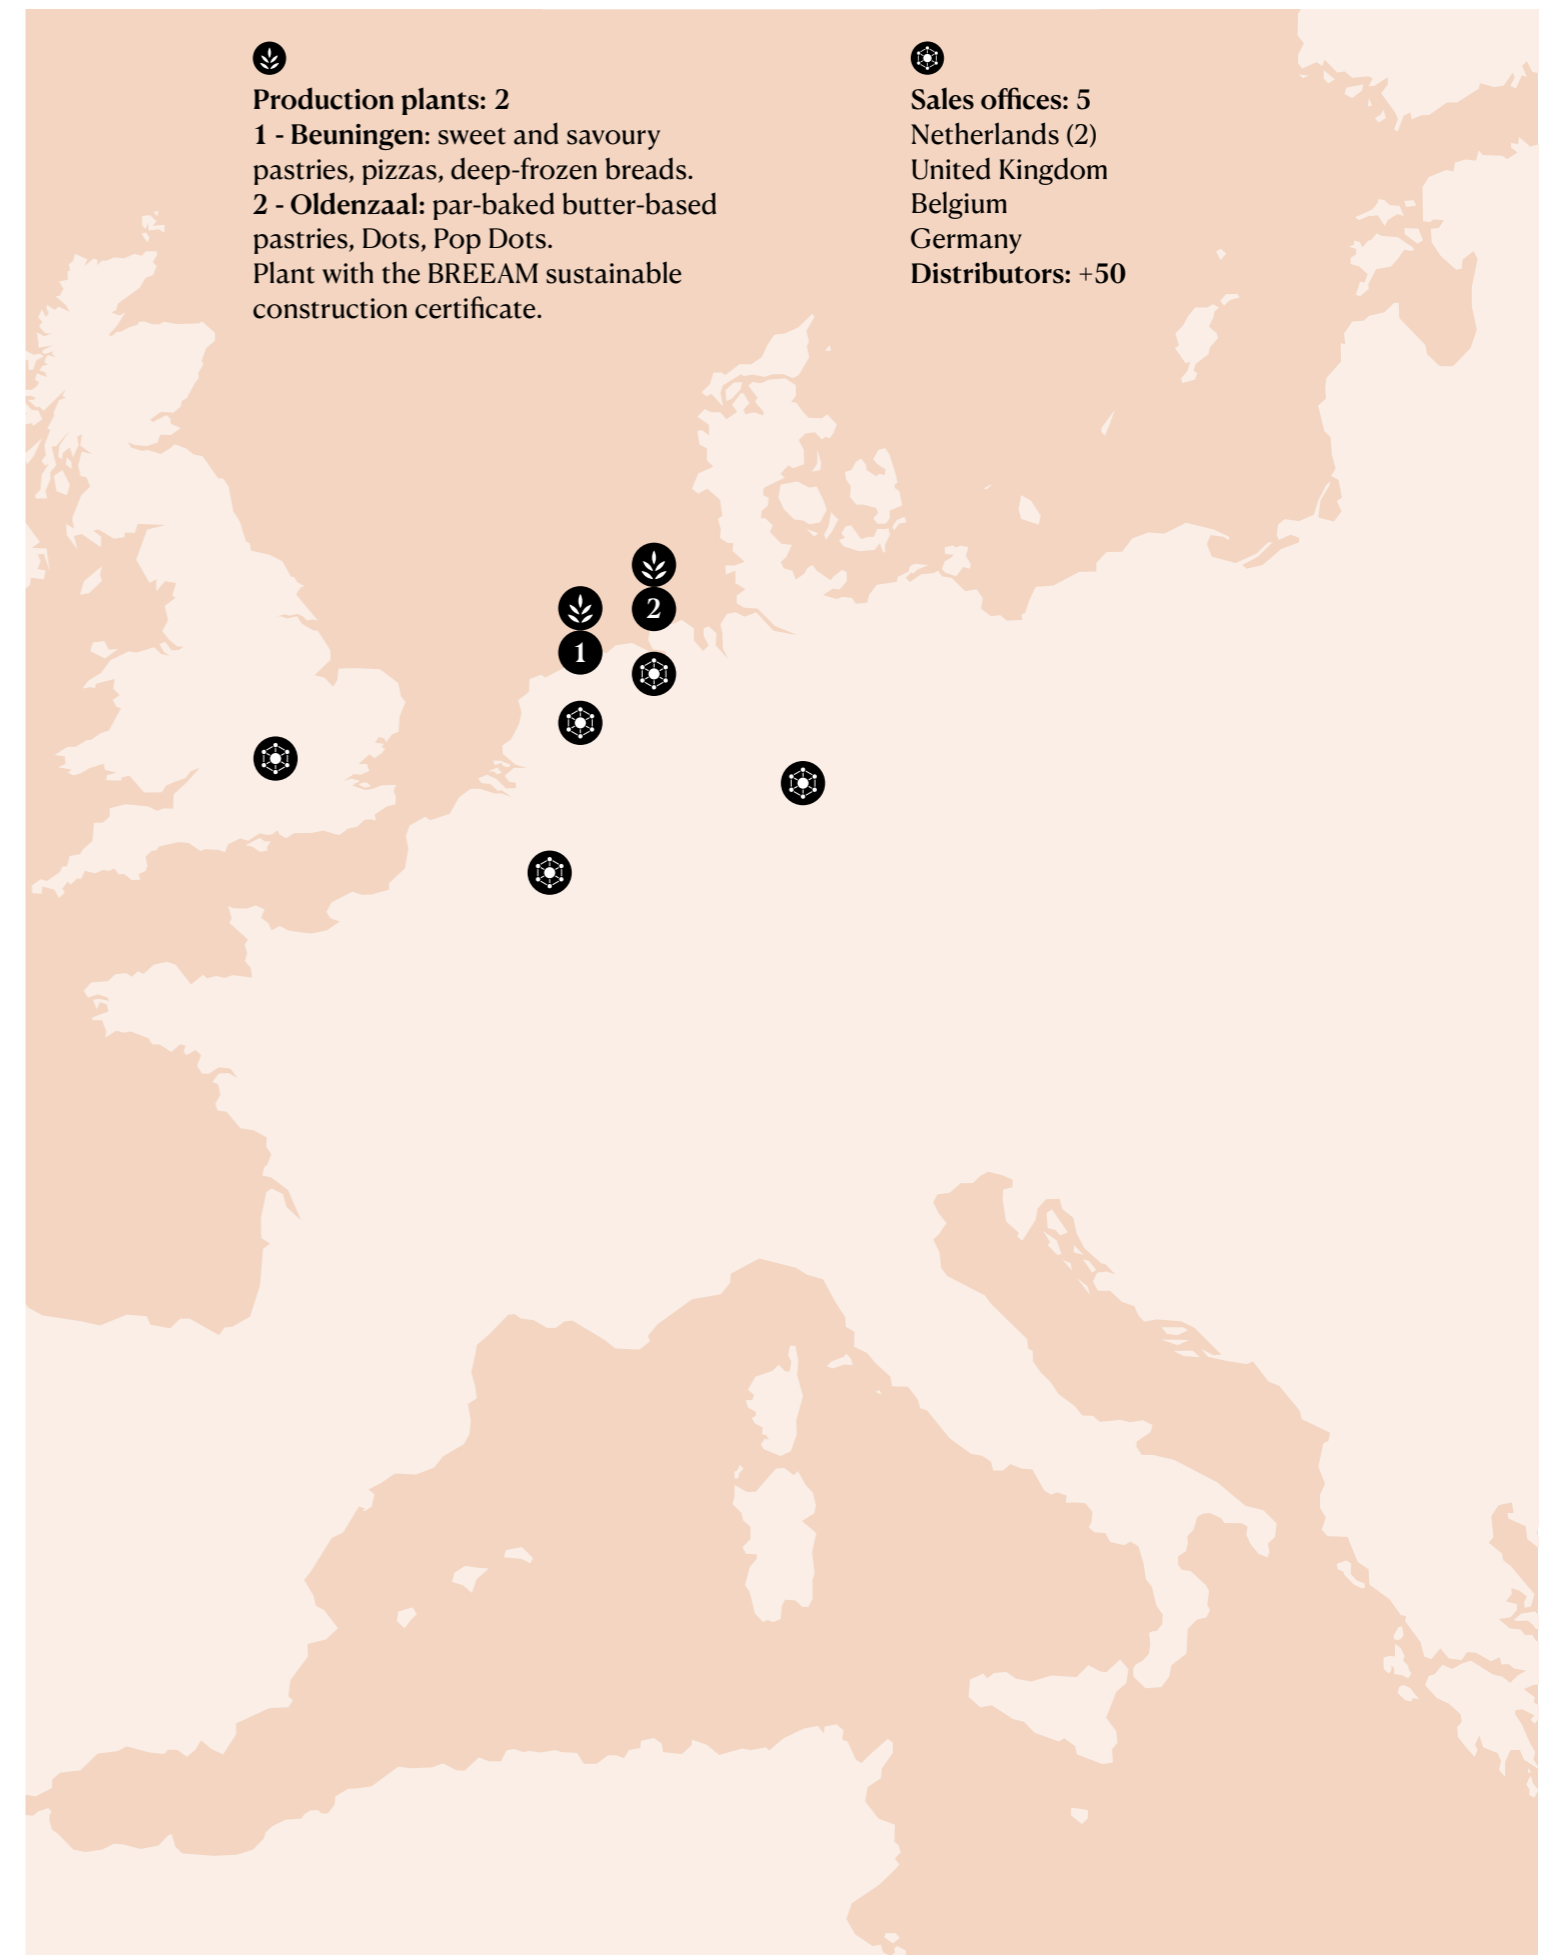 Production plants: 2
1 - Beuningen: sweet and savoury
pastries, pizzas, deep-frozen breads.
2 - Oldenzaal: par-baked butter-based
pastries, Dots, Pop Dots.
Plant with the BREEAM sustainable
construction certificate.
Sales offices: 5
Netherlands (2)
United Kingdom
Belgium
Germany
Distributors: +50
2
1